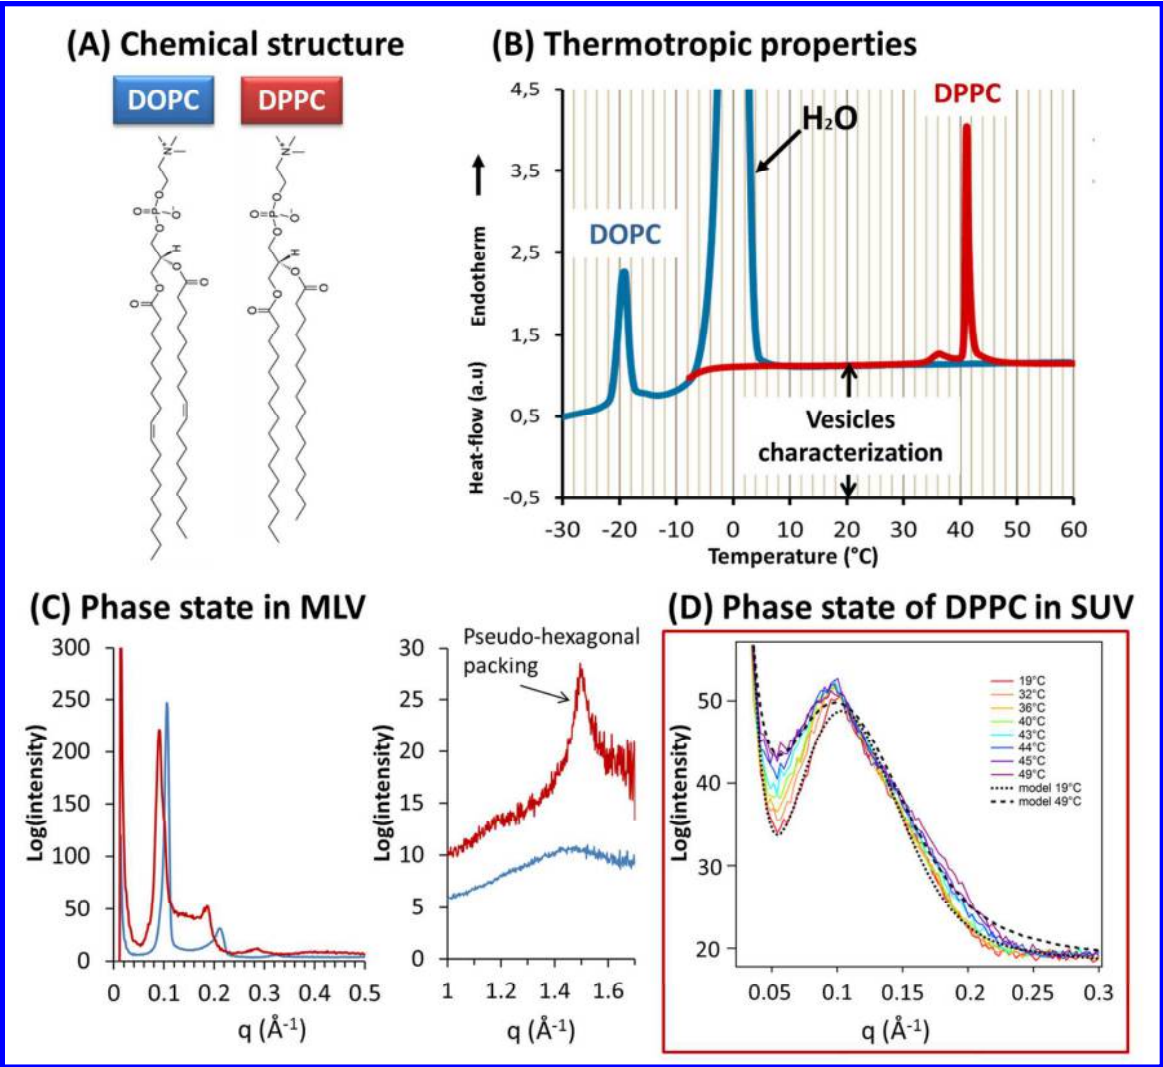 (A) Chemical structure
DOPC
DPPC
N⁺
N⁺
O
O
O=P-O⁻
O=P-O⁻
O
O
H
H
O
O
O
O
O
O
O
O
(B) Thermotropic properties
Heat-flow (a.u) Endotherm
4,5
3,5
2,5
1,5
0,5
-0,5
DOPC
H₂O
DPPC
Vesicles
characterization
-30 -20 -10 0 10 20 30 40 50 60
Temperature (°C)
(C) Phase state in MLV
Log(intensity)
300
250
200
150
100
50
0
0 0.1 0.2 0.3 0.4 0.5
q (Å⁻¹)
Pseudo-hexagonal
packing
Log(intensity)
30
25
20
15
10
5
0
1 1.2 1.4 1.6
q (Å⁻¹)
(D) Phase state of DPPC in SUV
Log(intensity)
50
40
30
20
19°C
32°C
36°C
40°C
43°C
44°C
45°C
49°C
model 19°C
model 49°C
0.05 0.1 0.15 0.2 0.25 0.3
q (Å⁻¹)